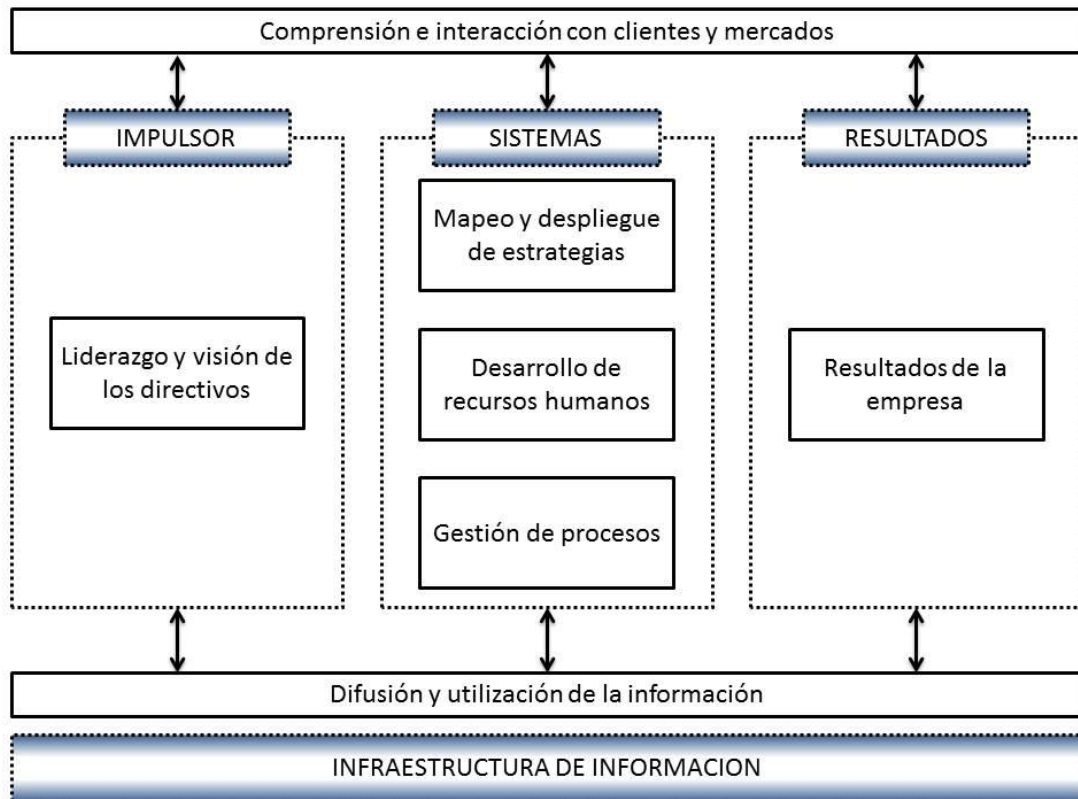 Comprensión e interacción con clientes y mercados
IMPULSOR
SISTEMAS
RESULTADOS
Mapeo y despliegue
de estrategias
Liderazgo y visión de
los directivos
Desarrollo de
recursos humanos
Resultados de la
empresa
Gestión de procesos
Difusión y utilización de la información
INFRAESTRUCTURA DE INFORMACION